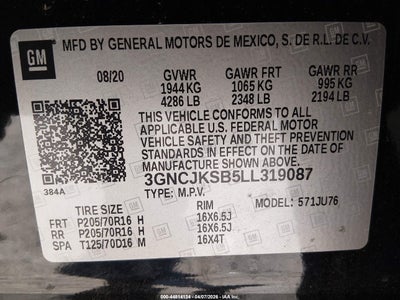 GM
MFD BY GENERAL MOTORS DE MEXICO, S. DE R.L. DE C.V.
08/20 GVWR GAWR FRT GAWR RR
1944 KG 1065 KG 995 KG
4286 LB 2348 LB 2194 LB
THIS VEHICLE CONFORMS TO ALL
APPLICABLE U.S. FEDERAL MOTOR
VEHICLE SAFETY AND THEFT
PREVENTION STANDARDS IN
EFFECT ON THE DATE OF
MANUFACTURE SHOWN ABOVE.
384A
3GNCJKSB5LL319087
TYPE: M.P.V.
TIRE SIZE RIM 571JU76
FRT P205/70R16 H 16X6.5J
RR P205/70R16 H 16X6.5J
SPA T125/70D16 M 16X4T
000-44814134 - 04/07/2026 -